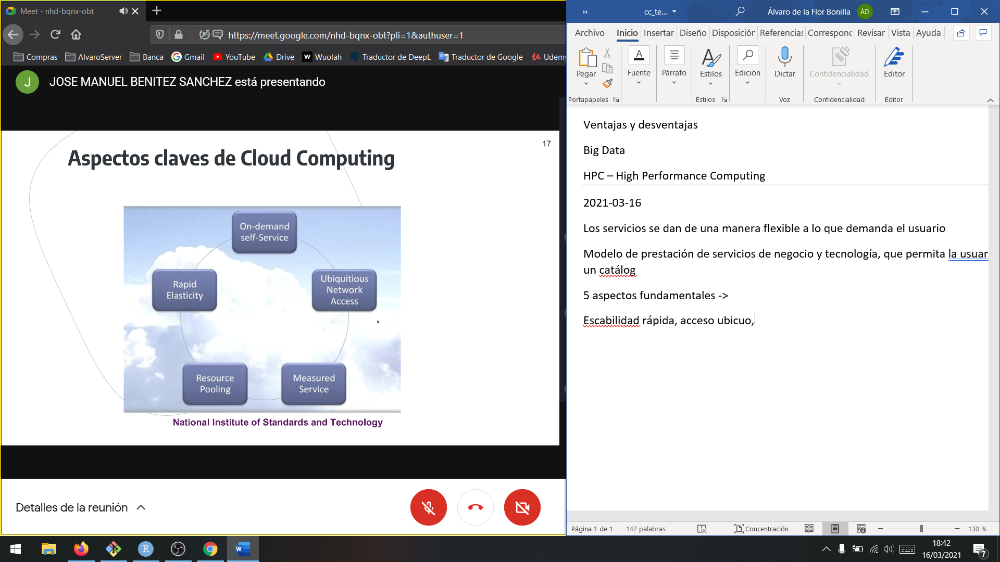 Meet - nhd-bqnx-obt
https://meet.google.com/nhd-bqnx-obt?pli=1&authuser=1
Compras AlvaroServer Banca Gmail YouTube Drive Wuolah Traductor de DeepL Traductor de Google Udemy
J JOSE MANUEL BENITEZ SANCHEZ está presentando
17
Aspectos claves de Cloud Computing
On-demand
self-Service
Rapid
Elasticity
Ubiquitious
Network
Access
Resource
Pooling
Measured
Service
National Institute of Standards and Technology
Detalles de la reunión
cc_te... Álvaro de la Flor Bonilla ÁD
Archivo Inicio Insertar Diseño Disposición Referencias Correspond Revisar Vista Ayuda
Pegar Fuente Párrafo Estilos Edición Dictar Confidencialidad Editor
Portapapeles Estilos Voz Confidencialidad Editor
Ventajas y desventajas
Big Data
HPC – High Performance Computing
2021-03-16
Los servicios se dan de una manera flexible a lo que demanda el usuario
Modelo de prestación de servicios de negocio y tecnología, que permita la usuar
un catálog
5 aspectos fundamentales ->
Escabilidad rápida, acceso ubicuo,
Página 1 de 1 147 palabras Concentración 130 %
18:42
16/03/2021
7